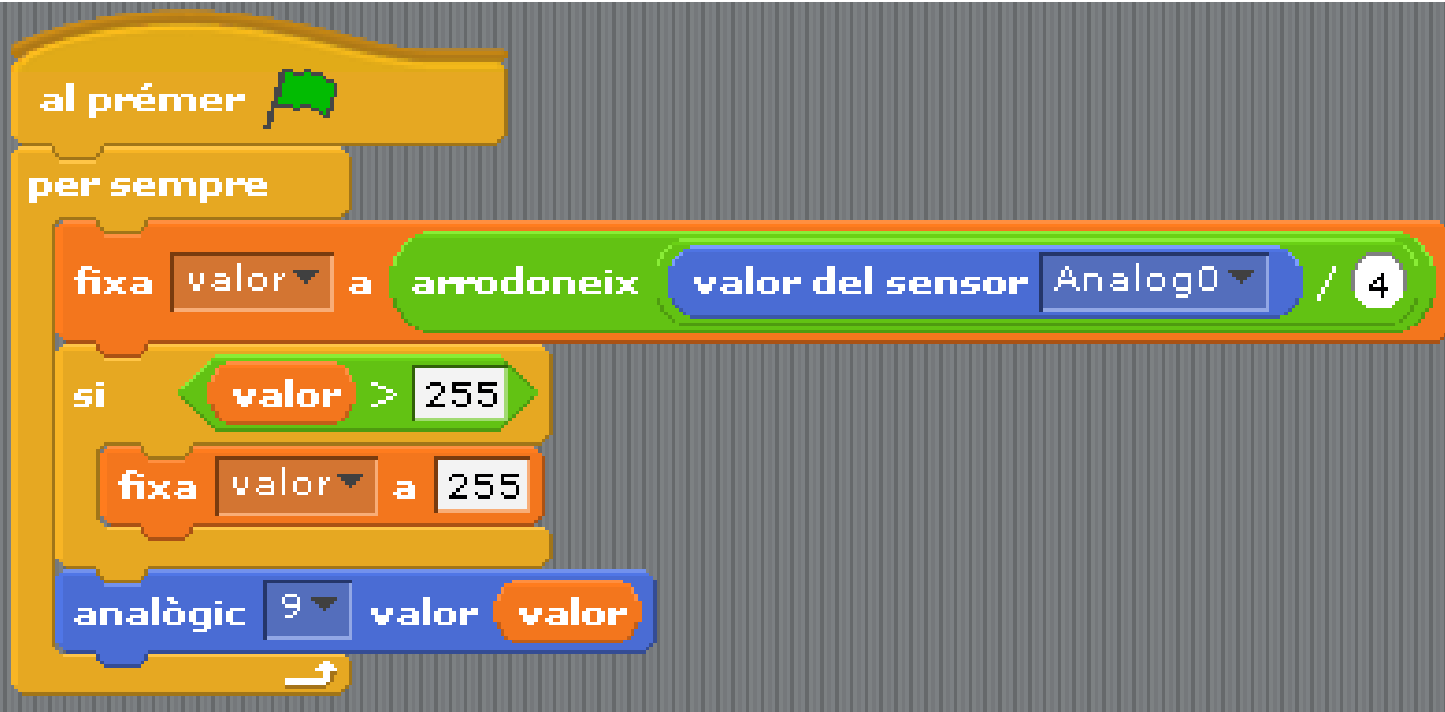 al prémer
per sempre
fixa valor a arrodoneix valor del sensor Analog0 / 4
si valor > 255
fixa valor a 255
analògic 9 valor valor